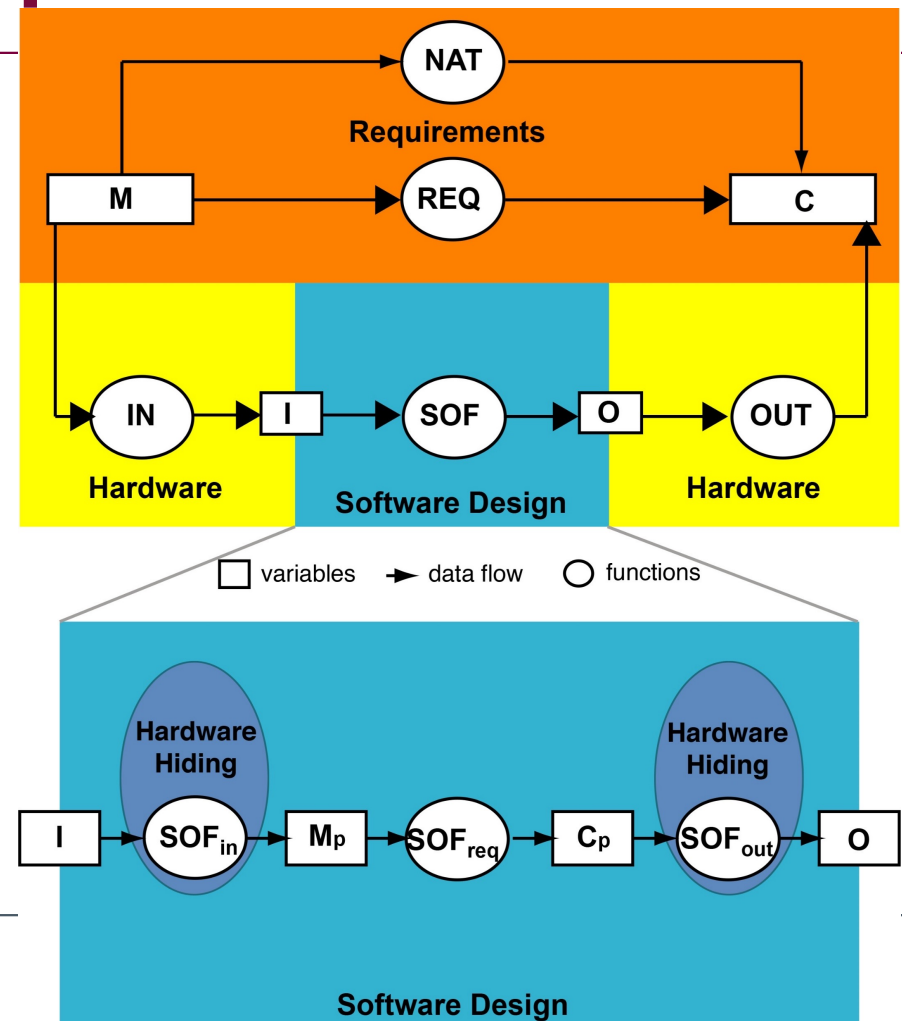 NAT
Requirements
M
REQ
C
IN
I
SOF
O
OUT
Hardware
Software Design
Hardware
variables
data flow
functions
Hardware
Hiding
Hardware
Hiding
I
SOFin
Mp
SOFreq
Cp
SOFout
O
Software Design